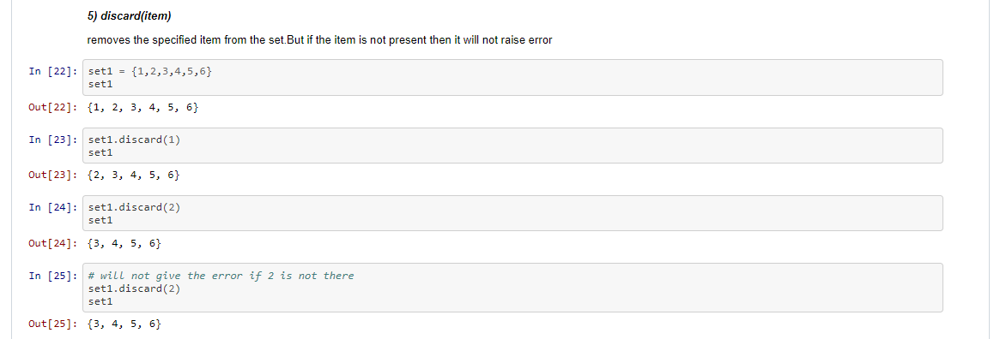 5) discard(item)
removes the specified item from the set.But if the item is not present then it will not raise error
In [22]: set1 = {1,2,3,4,5,6}
set1
Out[22]: {1, 2, 3, 4, 5, 6}
In [23]: set1.discard(1)
set1
Out[23]: {2, 3, 4, 5, 6}
In [24]: set1.discard(2)
set1
Out[24]: {3, 4, 5, 6}
In [25]: # will not give the error if 2 is not there
set1.discard(2)
set1
Out[25]: {3, 4, 5, 6}